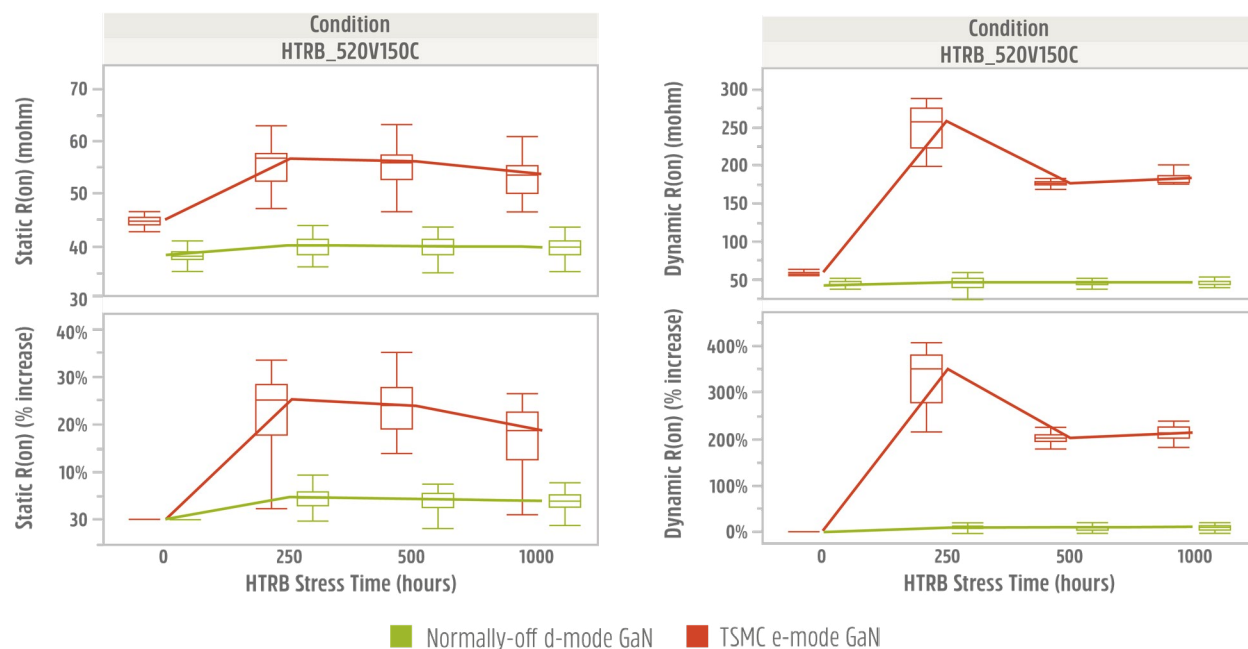 Condition
HTRB_520V150C
Static R(on) (mohm)
70
60
50
40
30
Static R(on) (% increase)
40%
30%
20%
10%
30
0
250
500
1000
HTRB Stress Time (hours)
Condition
HTRB_520V150C
Dynamic R(on) (mohm)
300
250
200
150
100
50
Dynamic R(on) (% increase)
400%
300%
200%
100%
0%
0
250
500
1000
HTRB Stress Time (hours)
Normally-off d-mode GaN
TSMC e-mode GaN